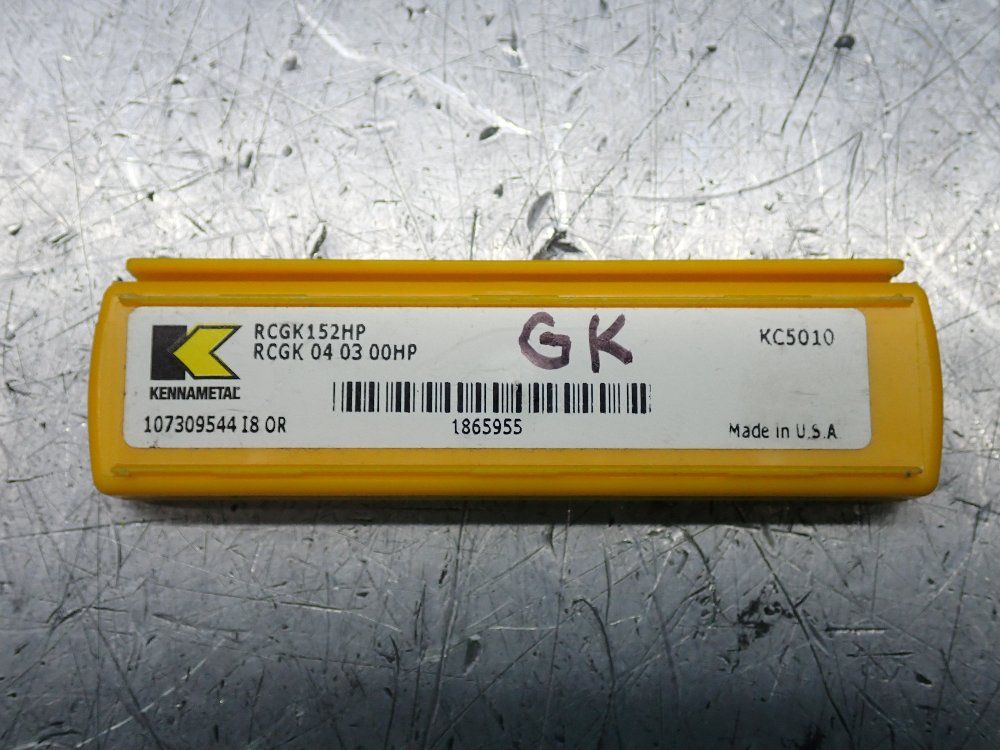 RCGK152HP
RCGK 04 03 00HP
GK
KC5010
KENNAMETAL
107309544 I8 OR
1865955
Made in U.S.A.